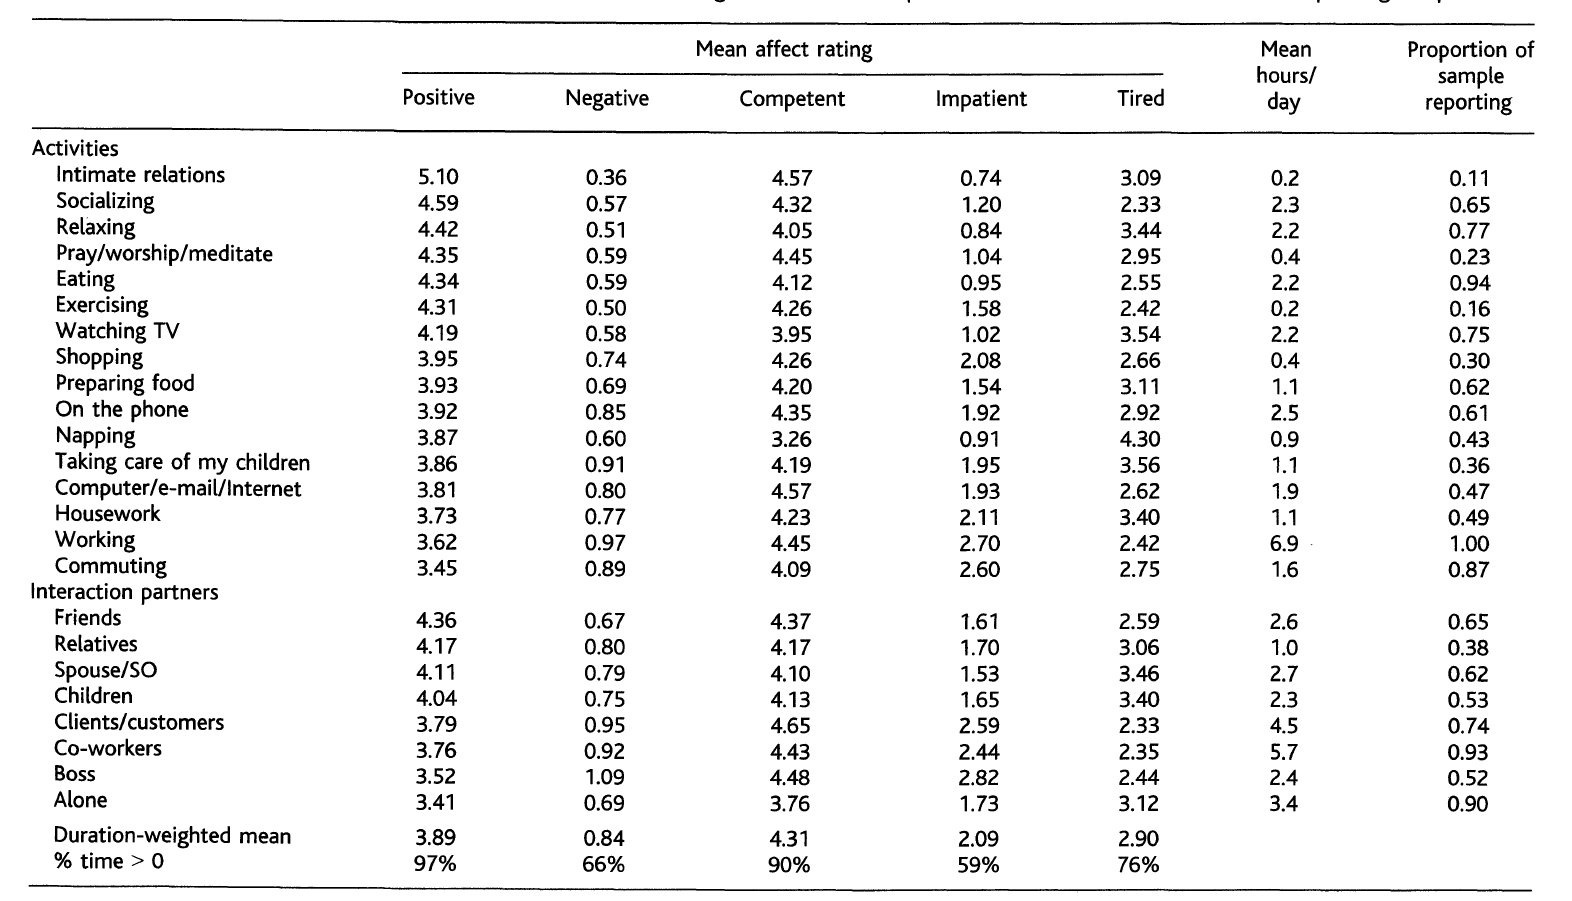 Mean affect rating Mean Proportion of
hours/ sample
Positive Negative Competent Impatient Tired day reporting
Activities
Intimate relations 5.10 0.36 4.57 0.74 3.09 0.2 0.11
Socializing 4.59 0.57 4.32 1.20 2.33 2.3 0.65
Relaxing 4.42 0.51 4.05 0.84 3.44 2.2 0.77
Pray/worship/meditate 4.35 0.59 4.45 1.04 2.95 0.4 0.23
Eating 4.34 0.59 4.12 0.95 2.55 2.2 0.94
Exercising 4.31 0.50 4.26 1.58 2.42 0.2 0.16
Watching TV 4.19 0.58 3.95 1.02 3.54 2.2 0.75
Shopping 3.95 0.74 4.26 2.08 2.66 0.4 0.30
Preparing food 3.93 0.69 4.20 1.54 3.11 1.1 0.62
On the phone 3.92 0.85 4.35 1.92 2.92 2.5 0.61
Napping 3.87 0.60 3.26 0.91 4.30 0.9 0.43
Taking care of my children 3.86 0.91 4.19 1.95 3.56 1.1 0.36
Computer/e-mail/Internet 3.81 0.80 4.57 1.93 2.62 1.9 0.47
Housework 3.73 0.77 4.23 2.11 3.40 1.1 0.49
Working 3.62 0.97 4.45 2.70 2.42 6.9 1.00
Commuting 3.45 0.89 4.09 2.60 2.75 1.6 0.87
Interaction partners
Friends 4.36 0.67 4.37 1.61 2.59 2.6 0.65
Relatives 4.17 0.80 4.17 1.70 3.06 1.0 0.38
Spouse/SO 4.11 0.79 4.10 1.53 3.46 2.7 0.62
Children 4.04 0.75 4.13 1.65 3.40 2.3 0.53
Clients/customers 3.79 0.95 4.65 2.59 2.33 4.5 0.74
Co-workers 3.76 0.92 4.43 2.44 2.35 5.7 0.93
Boss 3.52 1.09 4.48 2.82 2.44 2.4 0.52
Alone 3.41 0.69 3.76 1.73 3.12 3.4 0.90
Duration-weighted mean 3.89 0.84 4.31 2.09 2.90
% time > 0 97% 66% 90% 59% 76%